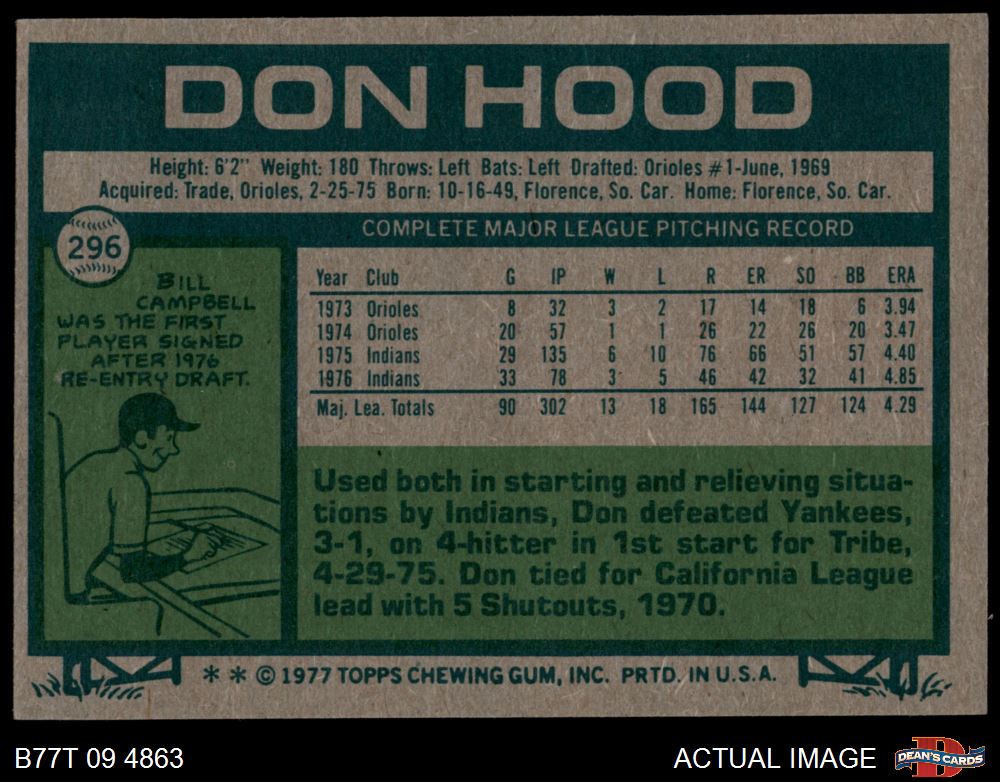 DON HOOD
Height: 6'2" Weight: 180 Throws: Left Bats: Left Drafted: Orioles #1-June, 1969
Acquired: Trade, Orioles, 2-25-75 Born: 10-16-49, Florence, So. Car. Home: Florence, So. Car.
296
BILL
CAMPBELL
WAS THE FIRST
PLAYER SIGNED
AFTER 1976
RE-ENTRY DRAFT.
COMPLETE MAJOR LEAGUE PITCHING RECORD
Year Club G IP W L R ER SO BB ERA
1973 Orioles 8 32 3 2 17 14 18 6 3.94
1974 Orioles 20 57 1 1 26 22 26 20 3.47
1975 Indians 29 135 6 10 76 66 51 57 4.40
1976 Indians 33 78 3 5 46 42 32 41 4.85
Maj. Lea. Totals 90 302 13 18 165 144 127 124 4.29
Used both in starting and relieving situa-
tions by Indians, Don defeated Yankees,
3-1, on 4-hitter in 1st start for Tribe,
4-29-75. Don tied for California League
lead with 5 Shutouts, 1970.
* * © 1977 TOPPS CHEWING GUM, INC. PRTD. IN U.S.A.
B77T 09 4863
ACTUAL IMAGE
D
DEAN'S CARDS